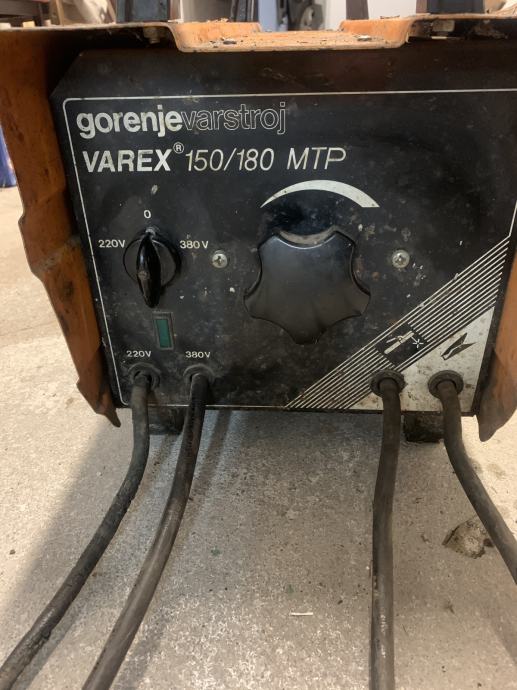 gorenjevarstroj
VAREX® 150/180 MTP
0
220V 380V
220V 380V